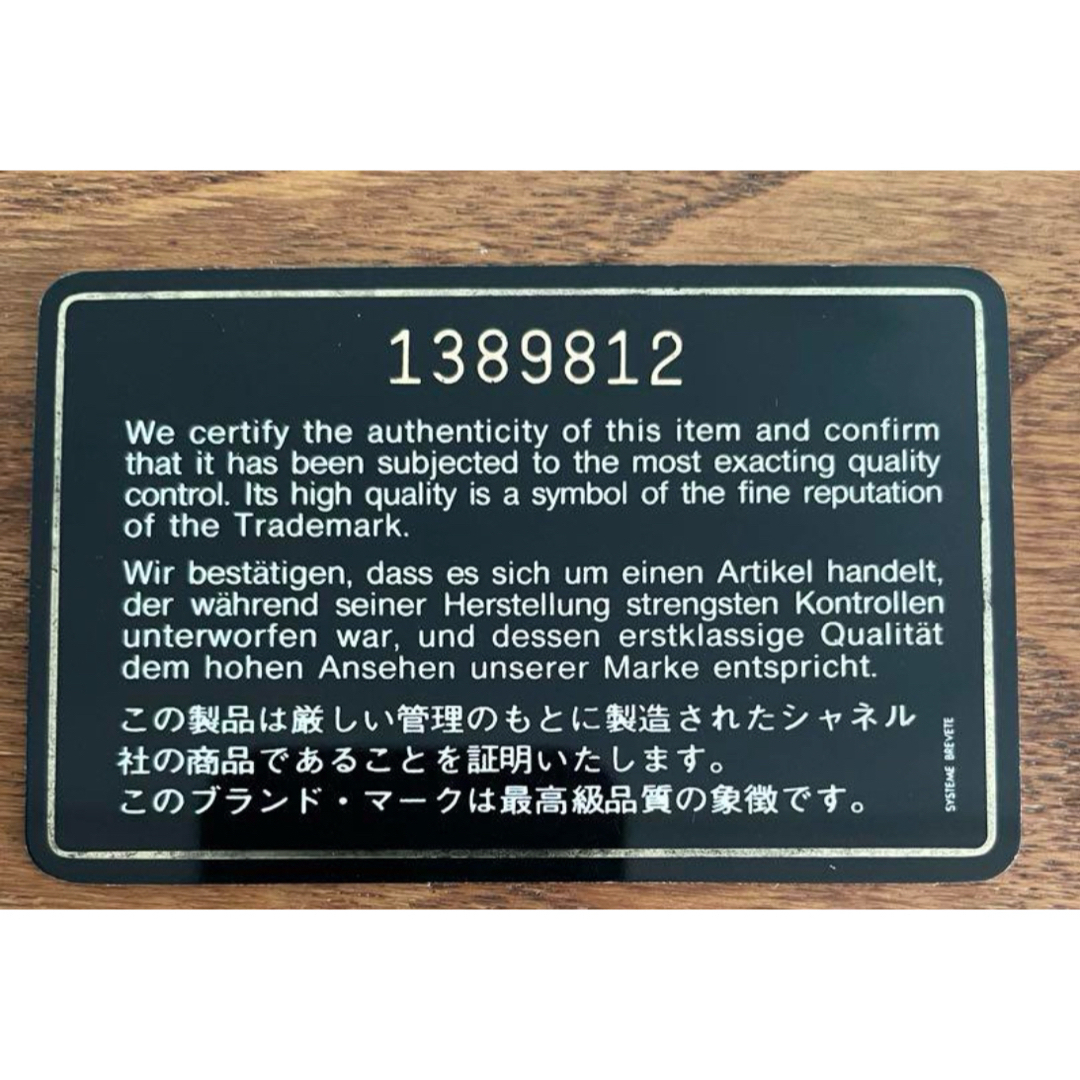 1389812
We certify the authenticity of this item and confirm
that it has been subjected to the most exacting quality
control. Its high quality is a symbol of the fine reputation
of the Trademark.
Wir bestätigen, dass es sich um einen Artikel handelt,
der während seiner Herstellung strengsten Kontrollen
unterworfen war, und dessen erstklassige Qualität
dem hohen Ansehen unserer Marke entspricht.
この製品は厳しい管理のもとに製造されたシャネル
社の商品であることを証明いたします。
このブランド・マークは最高級品質の象徴です。
SYSTEME BREVETE